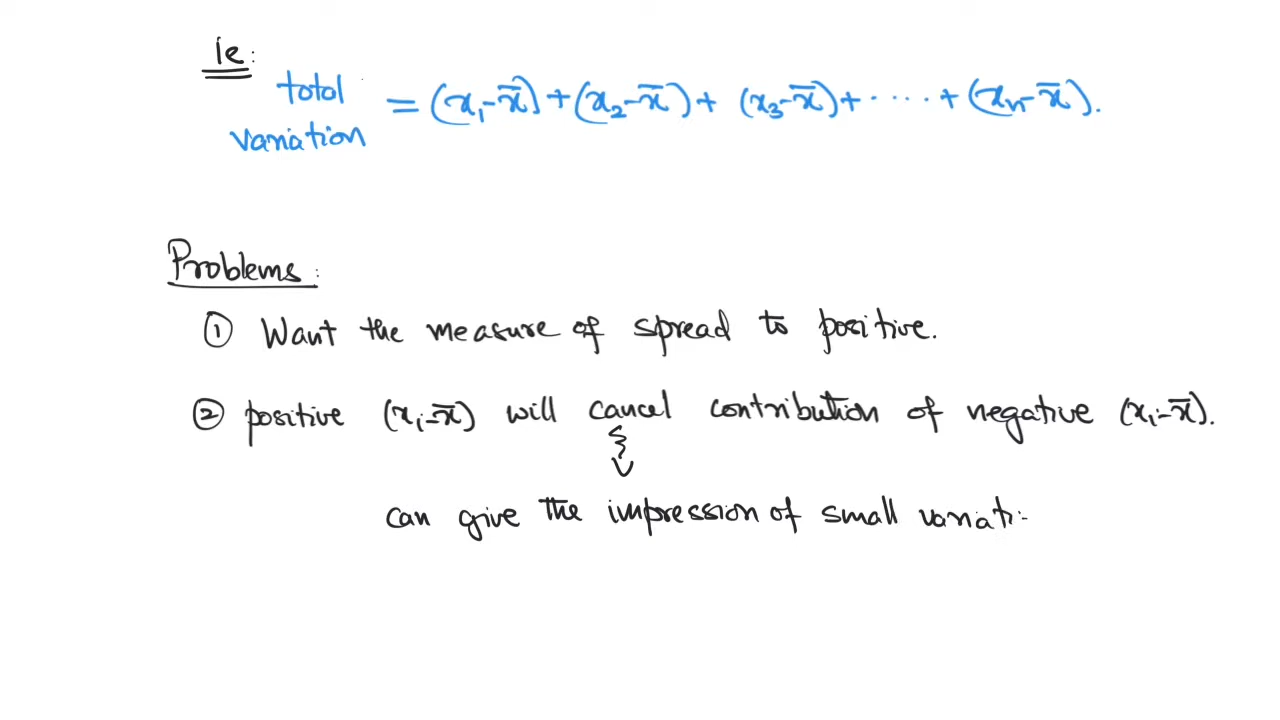 Ie:
total variation = (x₁-x̄)+(x₂-x̄)+ (x₃-x̄)+ ..... + (xₙ-x̄).
Problems:
① Want the measure of spread to positive.
② positive (xᵢ-x̄) will cancel contribution of negative (xᵢ-x̄).
can give the impression of small variati